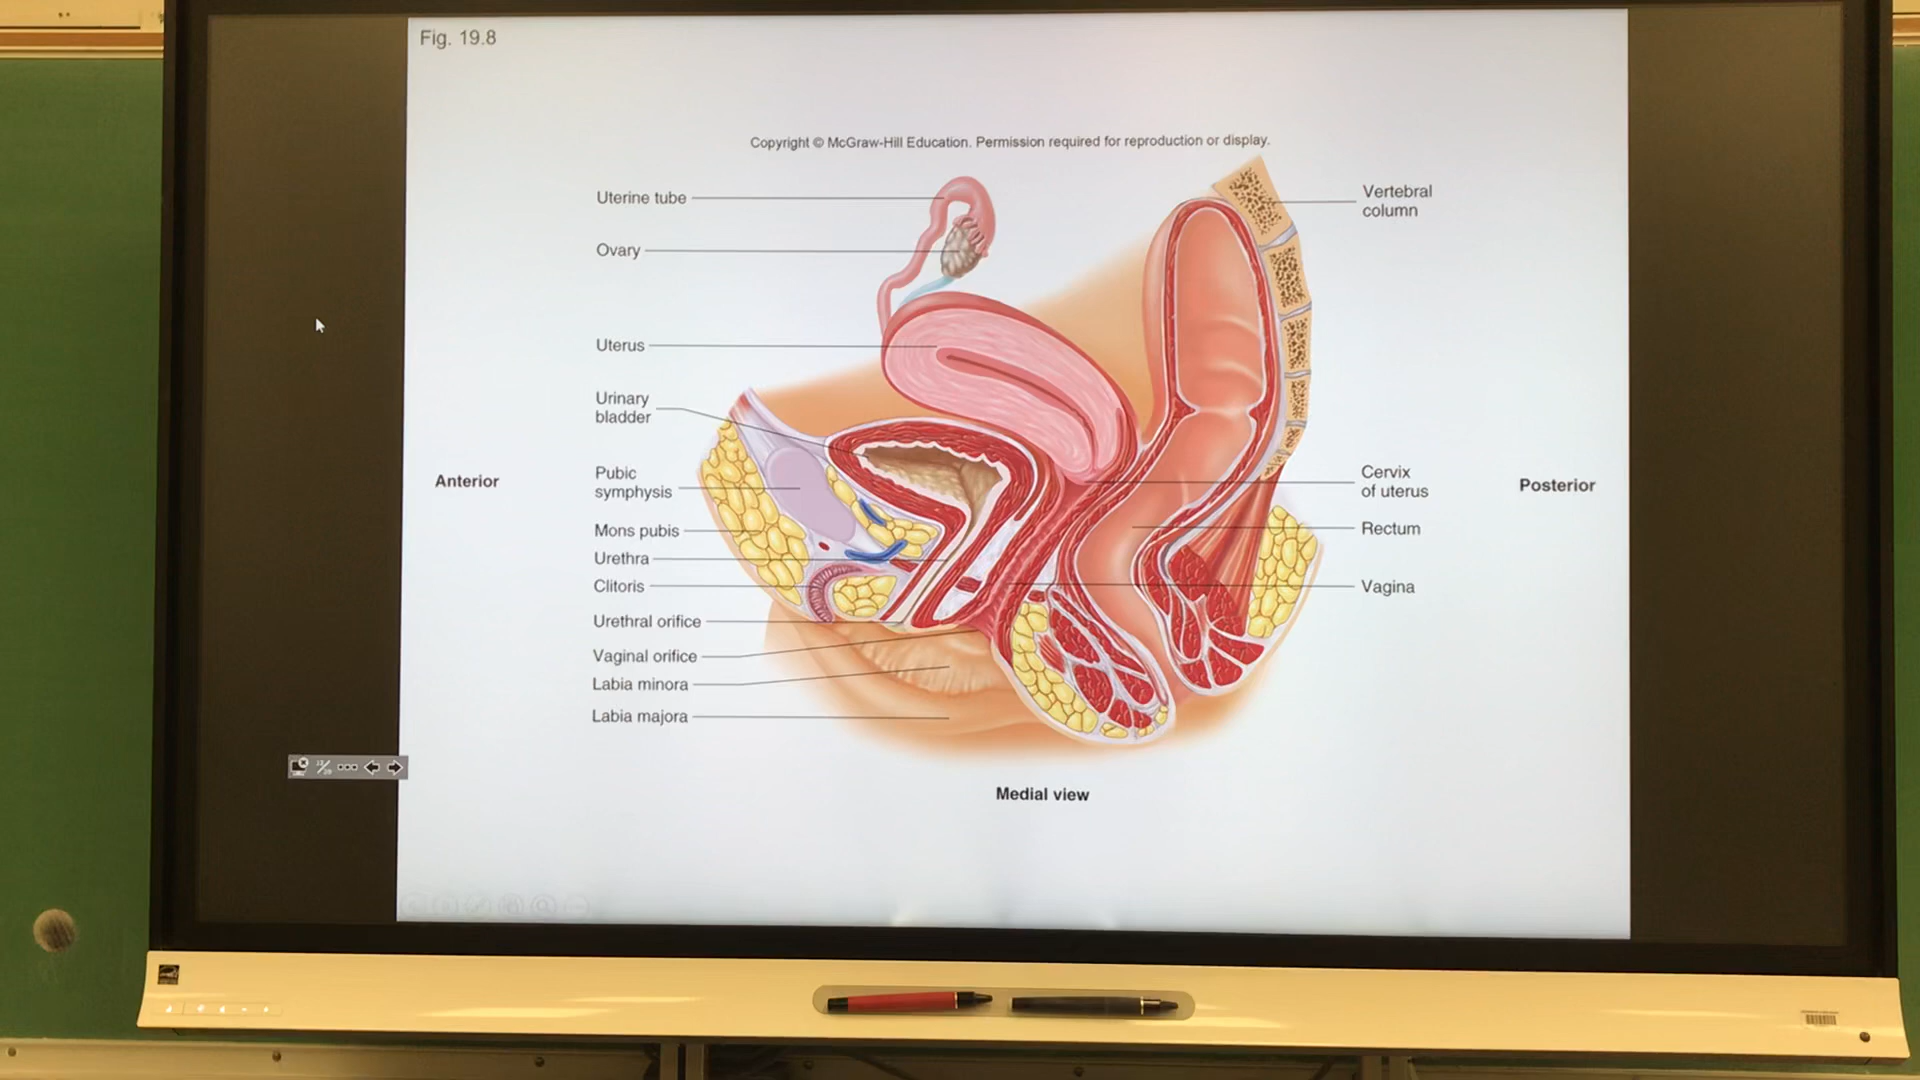 Fig. 19.8
Copyright © McGraw-Hill Education. Permission required for reproduction or display.
Uterine tube
Ovary
Uterus
Urinary
bladder
Pubic
symphysis
Mons pubis
Urethra
Clitoris
Urethral orifice
Vaginal orifice
Labia minora
Labia majora
Anterior
Vertebral
column
Cervix
of uterus
Rectum
Vagina
Posterior
Medial view